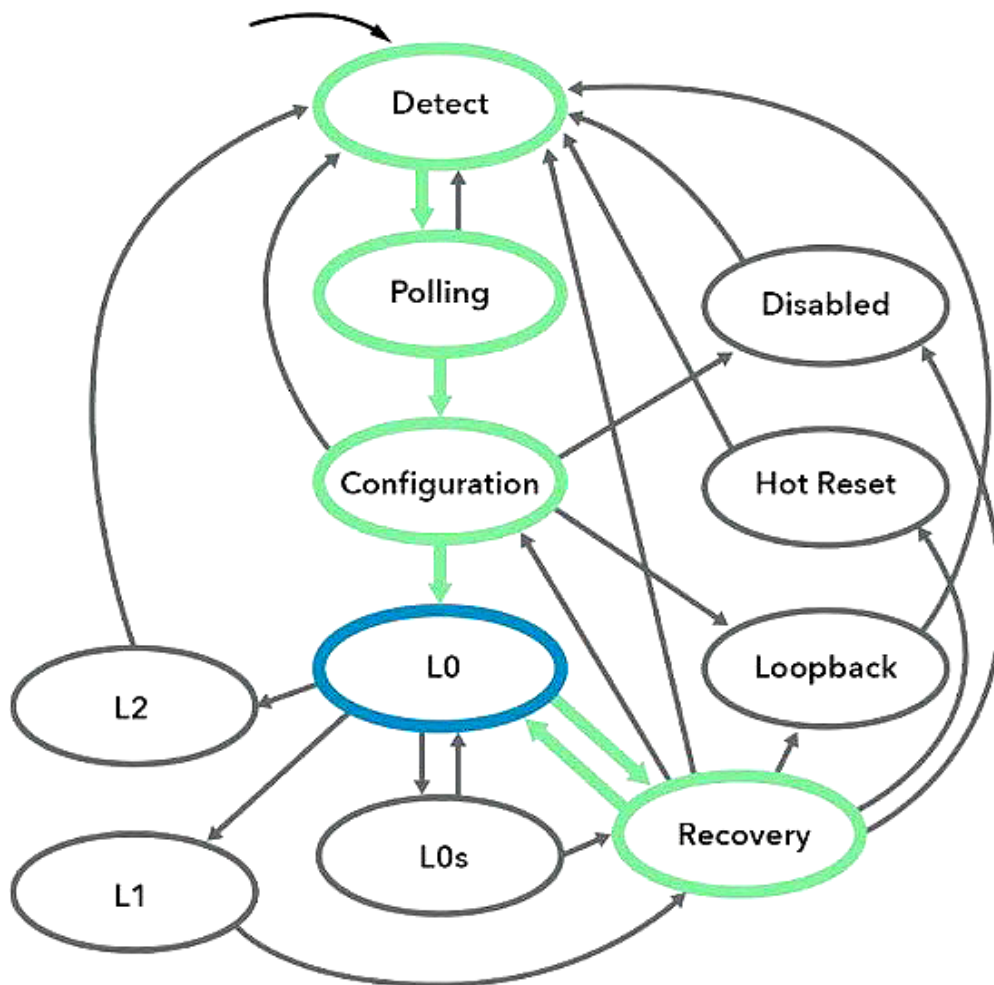 Detect
Polling
Disabled
Configuration
Hot Reset
L0
Loopback
L2
Recovery
L0s
L1